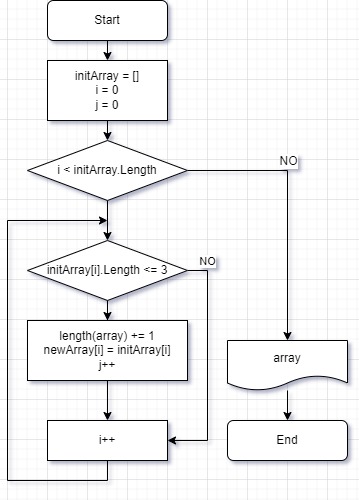 Start
initArray = []
i = 0
j = 0
i < initArray.Length
NO
initArray[i].Length <= 3
NO
length(array) += 1
newArray[i] = initArray[i]
j++
array
i++
End